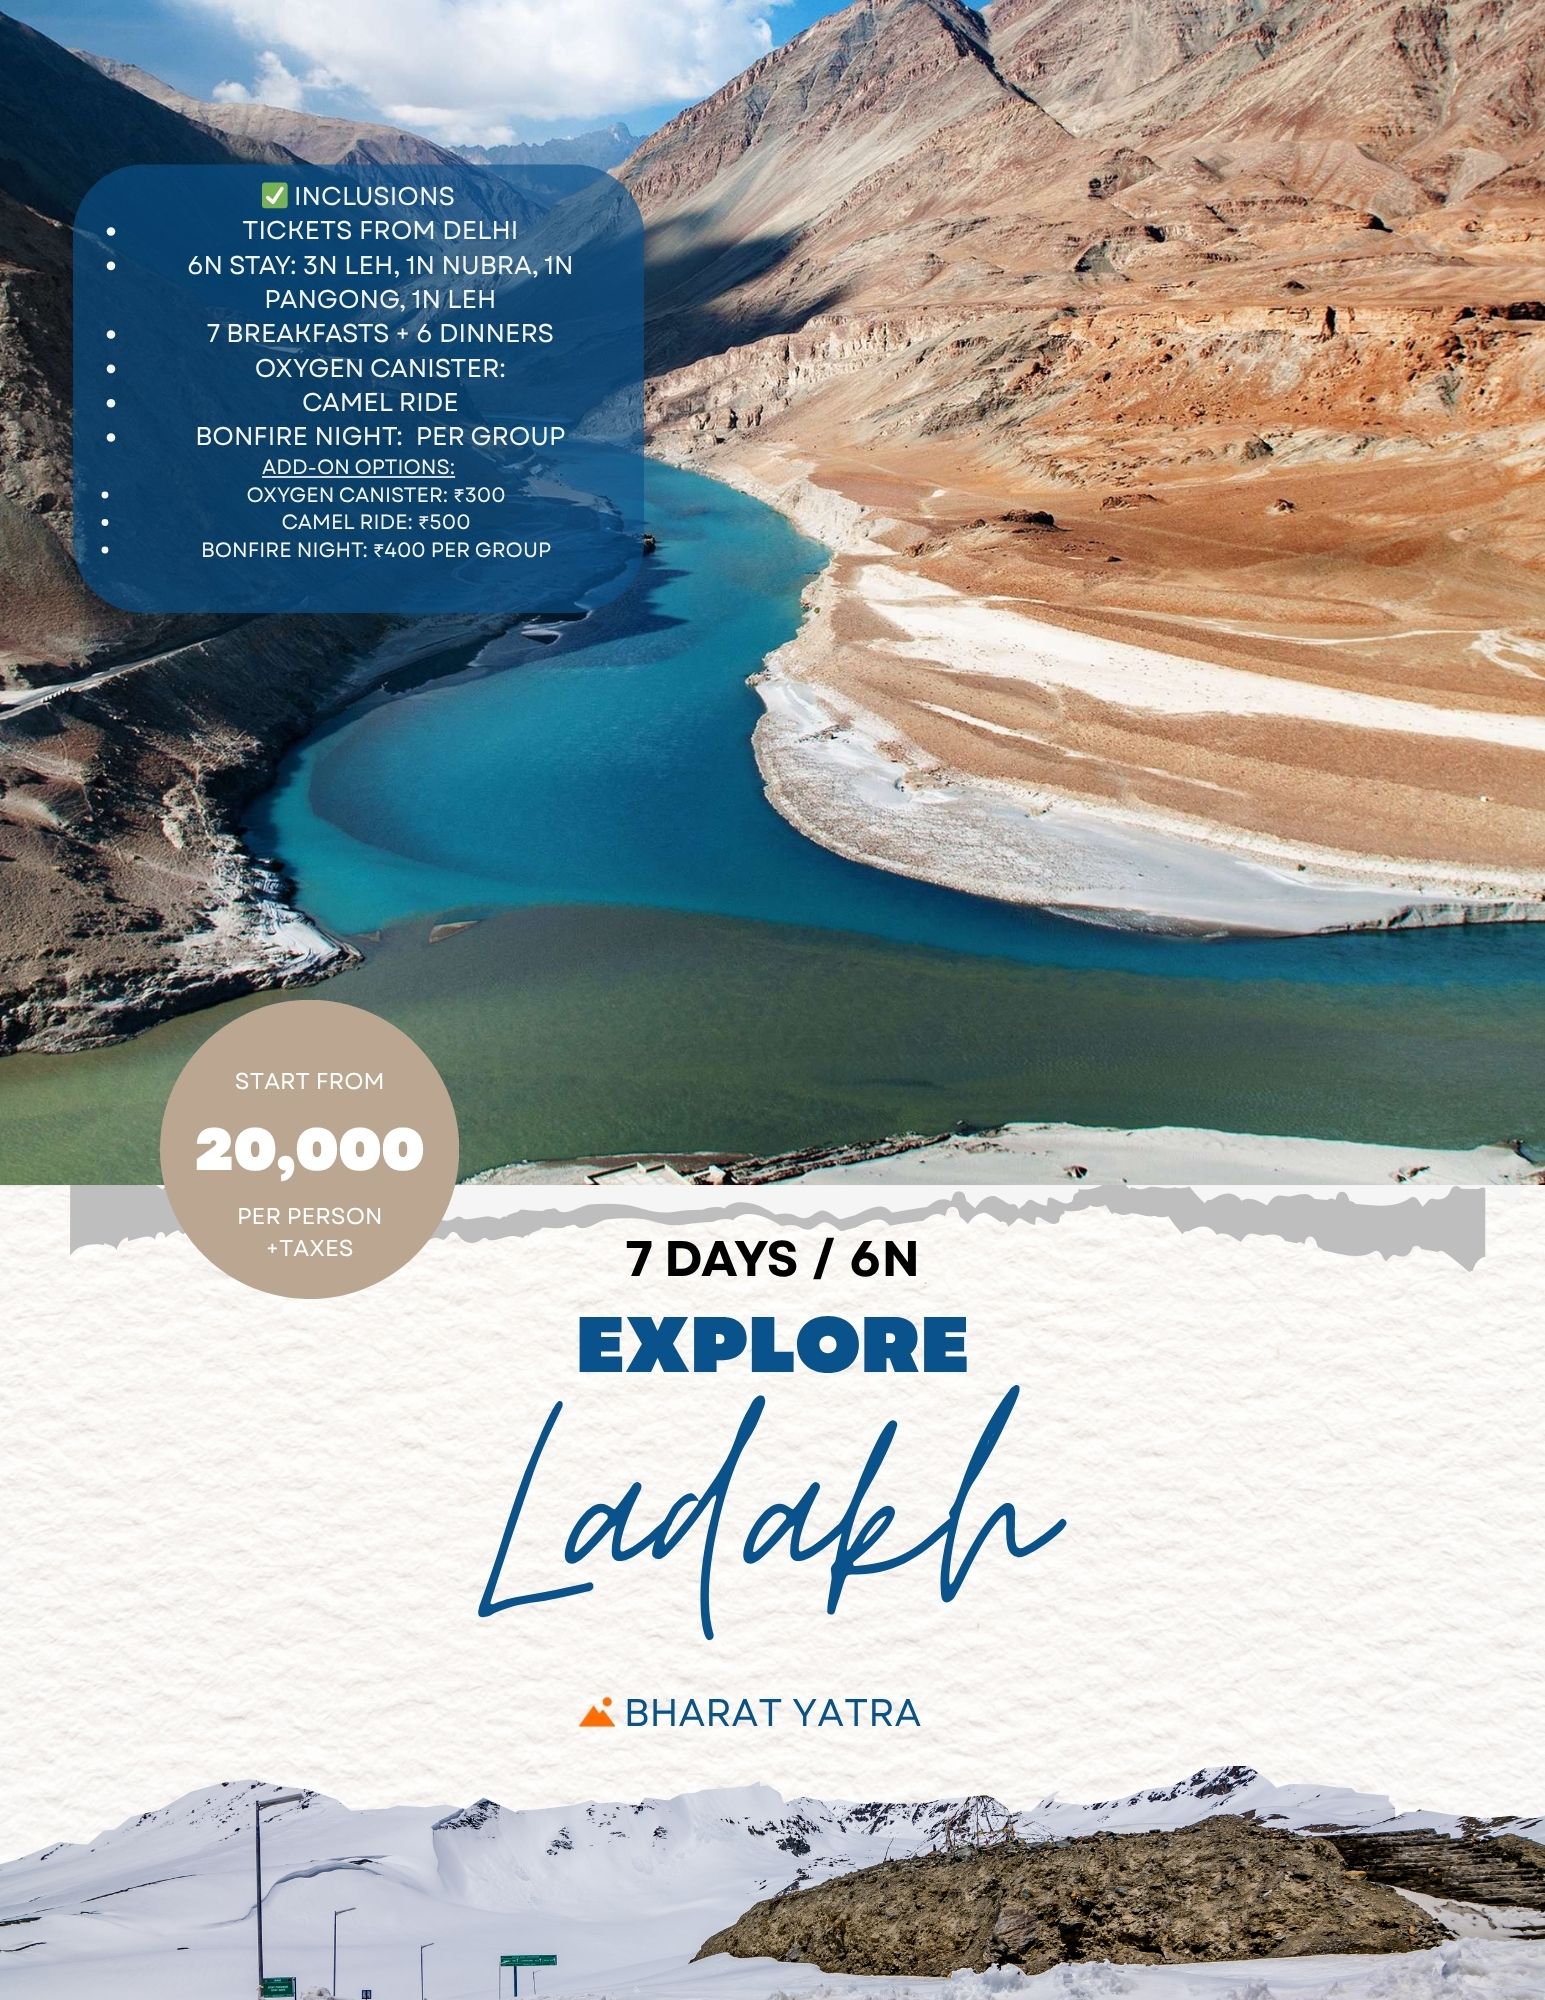 ✅ INCLUSIONS
• TICKETS FROM DELHI
• 6N STAY: 3N LEH, 1N NUBRA, 1N
PANGONG, 1N LEH
• 7 BREAKFASTS + 6 DINNERS
• OXYGEN CANISTER:
• CAMEL RIDE
• BONFIRE NIGHT: PER GROUP
ADD-ON OPTIONS:
• OXYGEN CANISTER: ₹300
• CAMEL RIDE: ₹500
• BONFIRE NIGHT: ₹400 PER GROUP
START FROM
20,000
PER PERSON
+TAXES
7 DAYS / 6N
EXPLORE
Ladakh
BHARAT YATRA